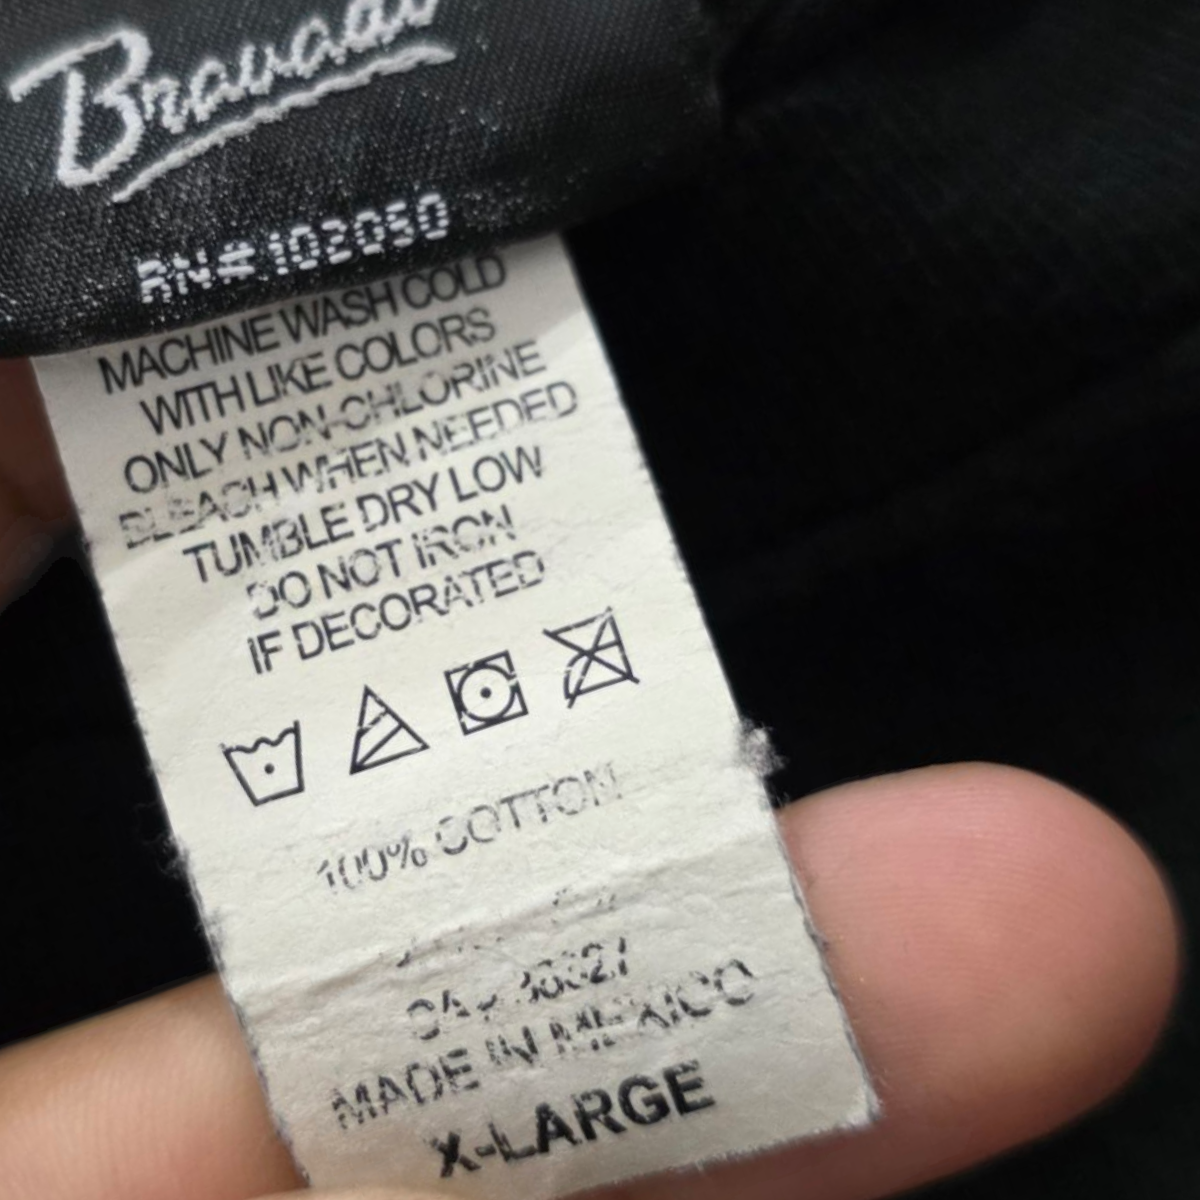 Bravado
RN#102050
MACHINE WASH COLD
WITH LIKE COLORS
ONLY NON-CHLORINE
BLEACH WHEN NEEDED
TUMBLE DRY LOW
DO NOT IRON
IF DECORATED
100% COTTON
MADE IN MEXICO
X-LARGE